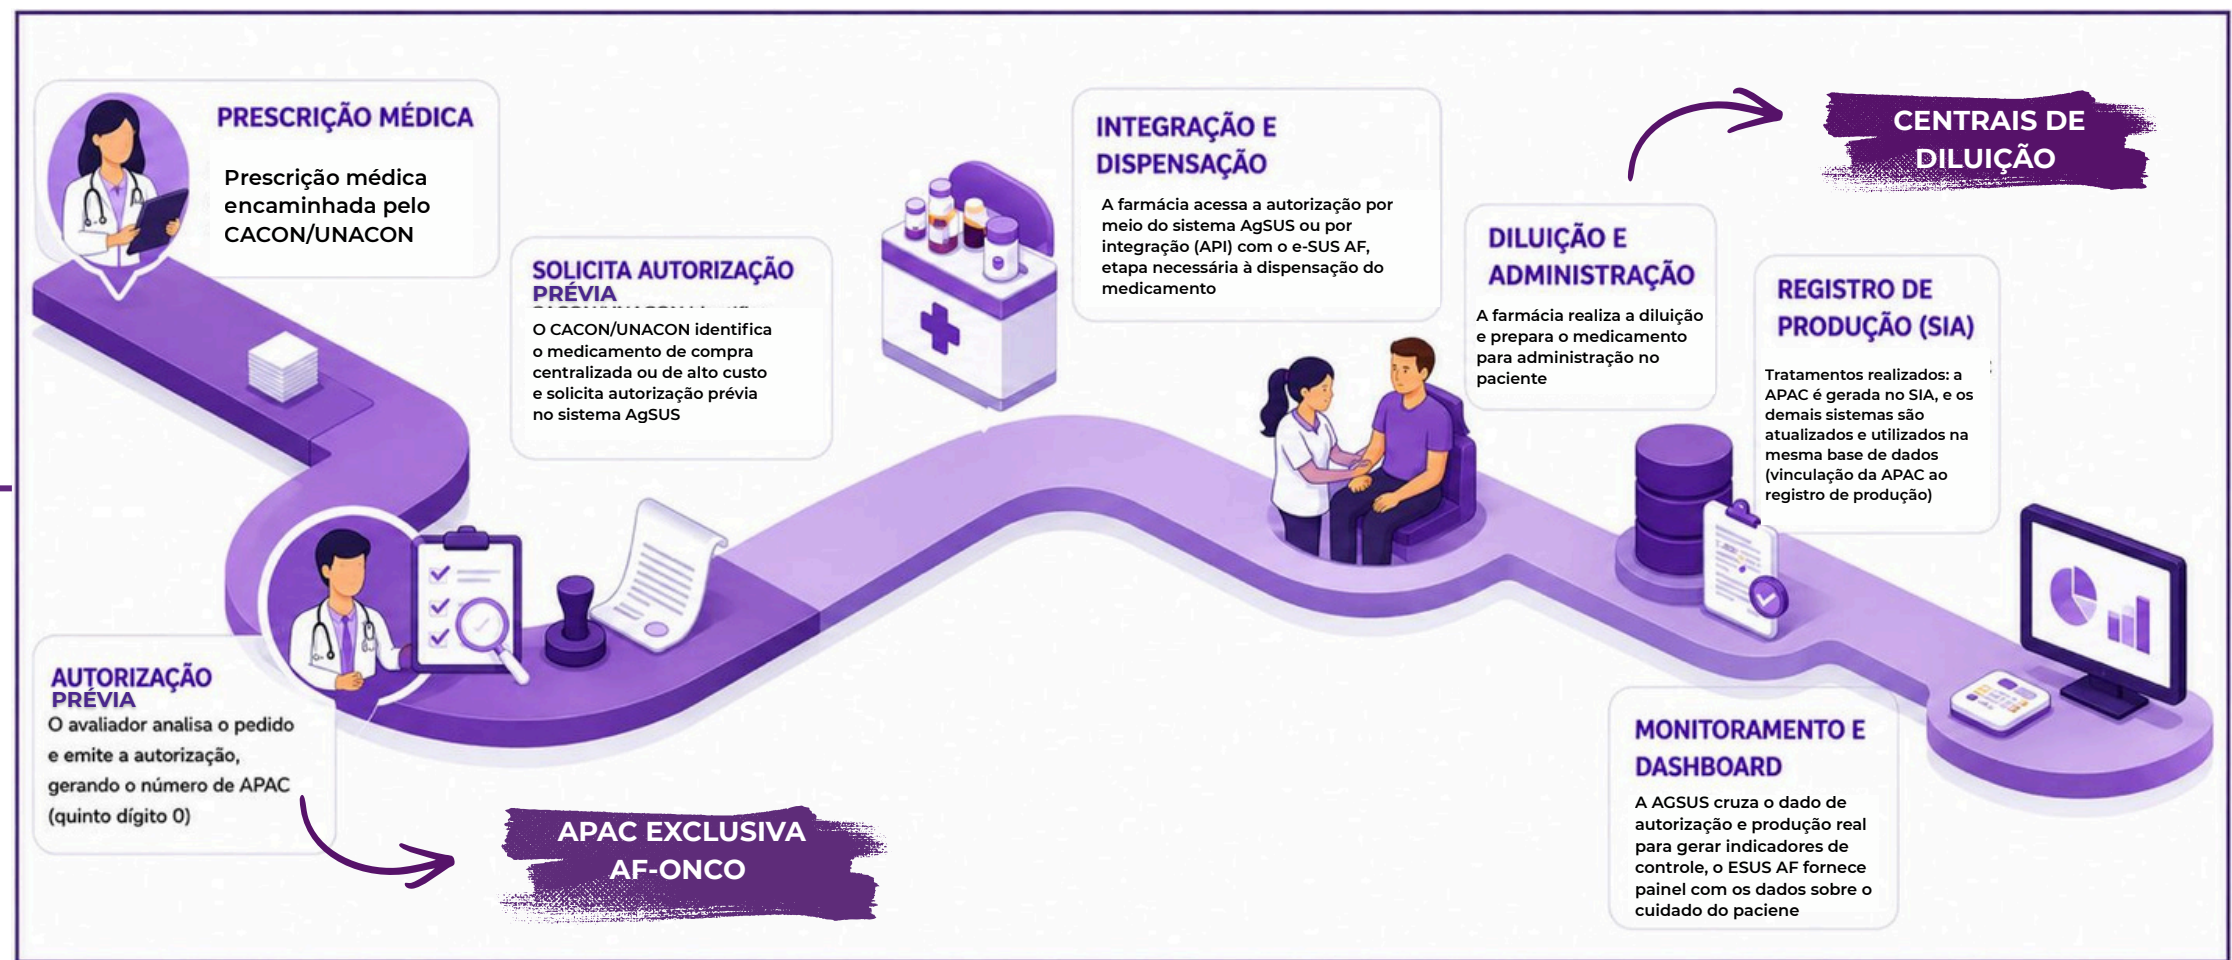 PRESCRIÇÃO MÉDICA
Prescrição médica
encaminhada pelo
CACON/UNACON
SOLICITA AUTORIZAÇÃO
PRÉVIA
O CACON/UNACON identifica
o medicamento de compra
centralizada ou de alto custo
e solicita autorização prévia
no sistema AgSUS
AUTORIZAÇÃO
PRÉVIA
O avaliador analisa o pedido
e emite a autorização,
gerando o número de APAC
(quinto dígito 0)
APAC EXCLUSIVA
AF-ONCO
INTEGRAÇÃO E
DISPENSAÇÃO
A farmácia acessa a autorização por
meio do sistema AgSUS ou por
integração (API) com o e-SUS AF,
etapa necessária à dispensação do
medicamento
DILUIÇÃO E
ADMINISTRAÇÃO
A farmácia realiza a diluição
e prepara o medicamento
para administração no
paciente
CENTRAIS DE
DILUIÇÃO
REGISTRO DE
PRODUÇÃO (SIA)
Tratamentos realizados: a
APAC é gerada no SIA, e os
demais sistemas são
atualizados e utilizados na
mesma base de dados
(vinculação da APAC ao
registro de produção)
MONITORAMENTO E
DASHBOARD
A AGSUS cruza o dado de
autorização e produção real
para gerar indicadores de
controle, o ESUS AF fornece
painel com os dados sobre o
cuidado do paciene